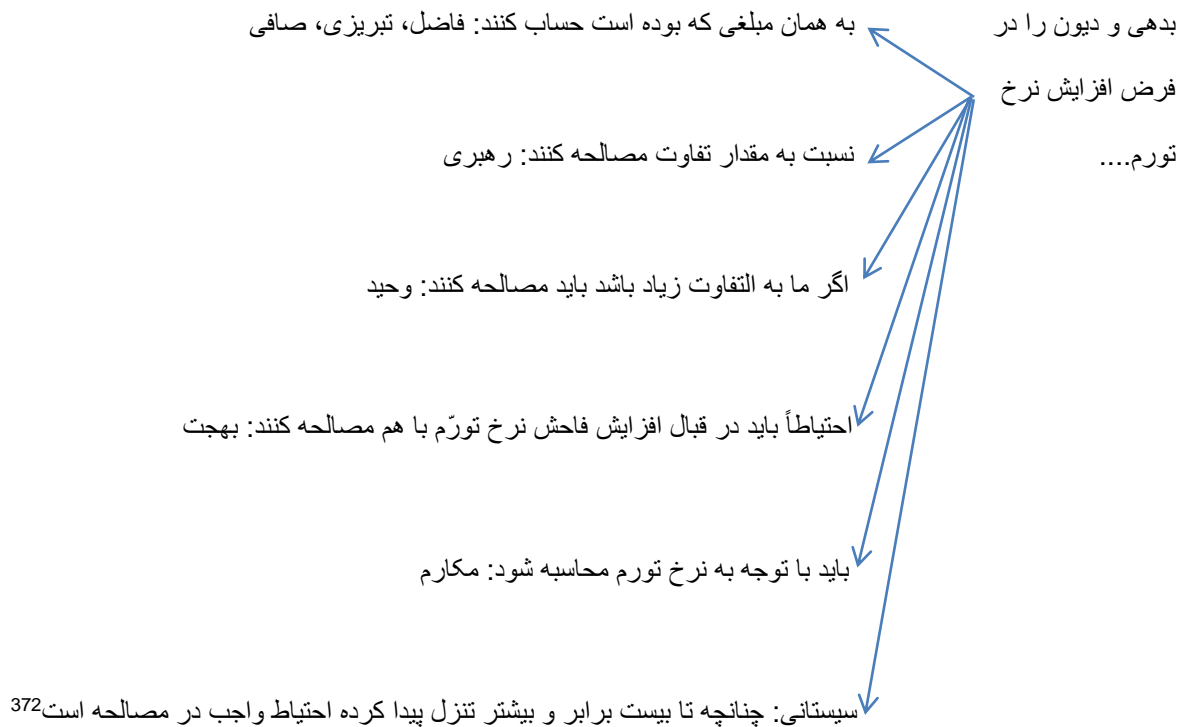 بدهی و دیون را در
فرض افزایش نرخ
تورم....
به همان مبلغی که بوده است حساب کنند: فاضل، تبریزی، صافی
نسبت به مقدار تفاوت مصالحه کنند: رهبری
اگر ما به التفاوت زیاد باشد باید مصالحه کنند: وحید
احتیاطاً باید در قبال افزایش فاحش نرخ تورّم با هم مصالحه کنند: بهجت
باید با توجه به نرخ تورم محاسبه شود: مکارم
سیستانی: چنانچه تا بیست برابر و بیشتر تنزل پیدا کرده احتیاط واجب در مصالحه است372